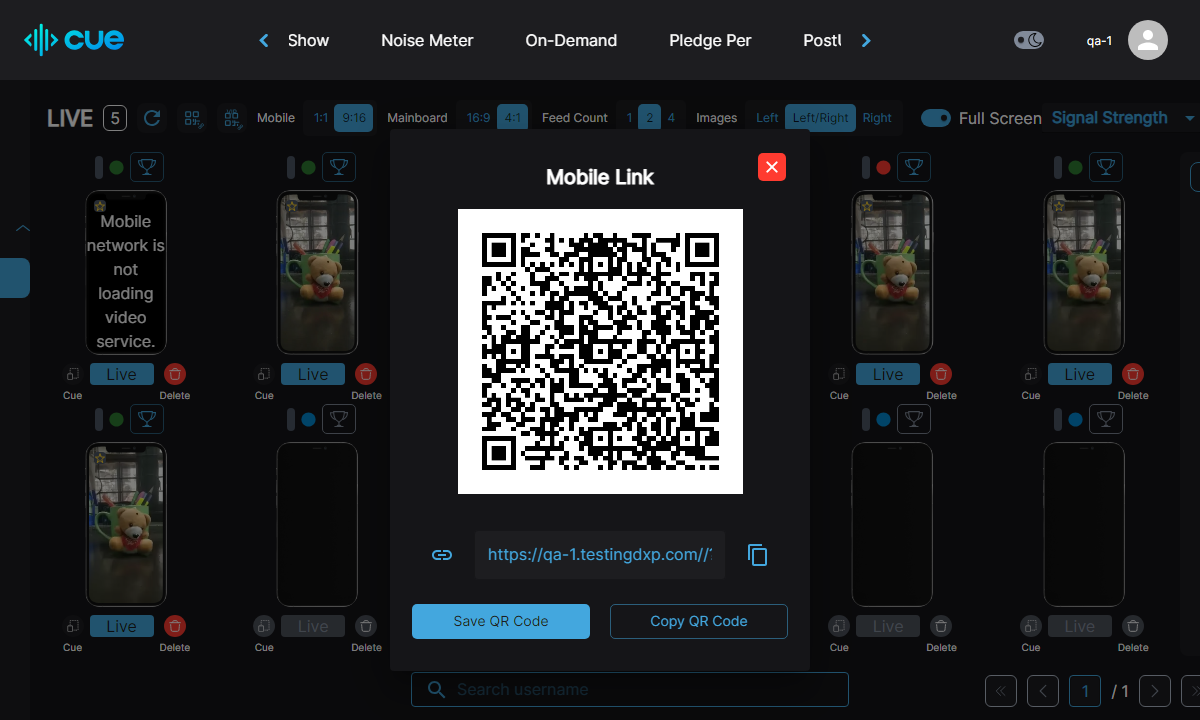 cue
Show
Noise Meter
On-Demand
Pledge Per
qa-1
LIVE
5
Mobile
1:1
9:16
Mainboard
16:9
4:1
Feed Count
1
2
4
Images
Left
Left/Right
Right
Full Screen
Signal Strength
Mobile
network is
not
loading
video
service.
Cue
Live
Delete
Cue
Live
Delete
Cue
Live
Delete
Cue
Live
Delete
Cue
Live
Delete
Cue
Live
Delete
Cue
Live
Delete
Cue
Live
Delete
Mobile Link
https://qa-1.testingdxp.com//
Save QR Code
Copy QR Code
Search username
1
/ 1